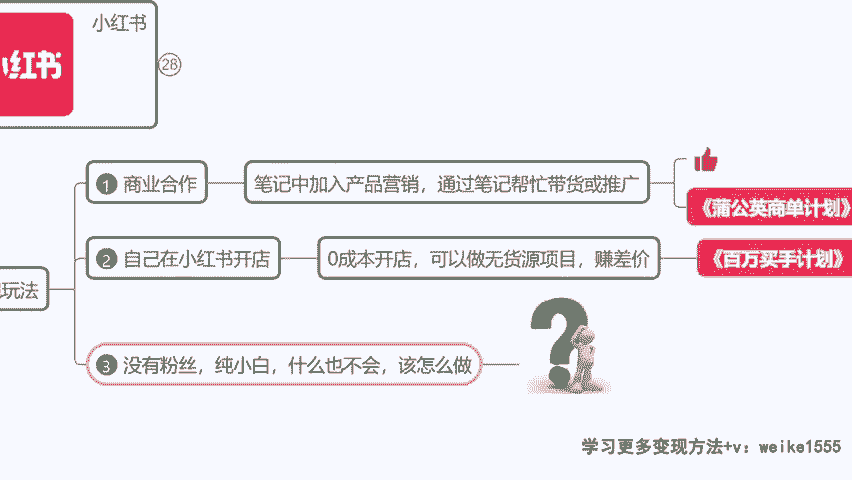 小红书
小红书
28
1 商业合作
笔记中加入产品营销，通过笔记帮忙带货或推广
《蒲公英商单计划》
2 自己在小红书开店
0成本开店，可以做无货源项目，赚差价
《百万买手计划》
玩法
3 没有粉丝，纯小白，什么也不会，该怎么做
?
学习更多变现方法+v：weike1555